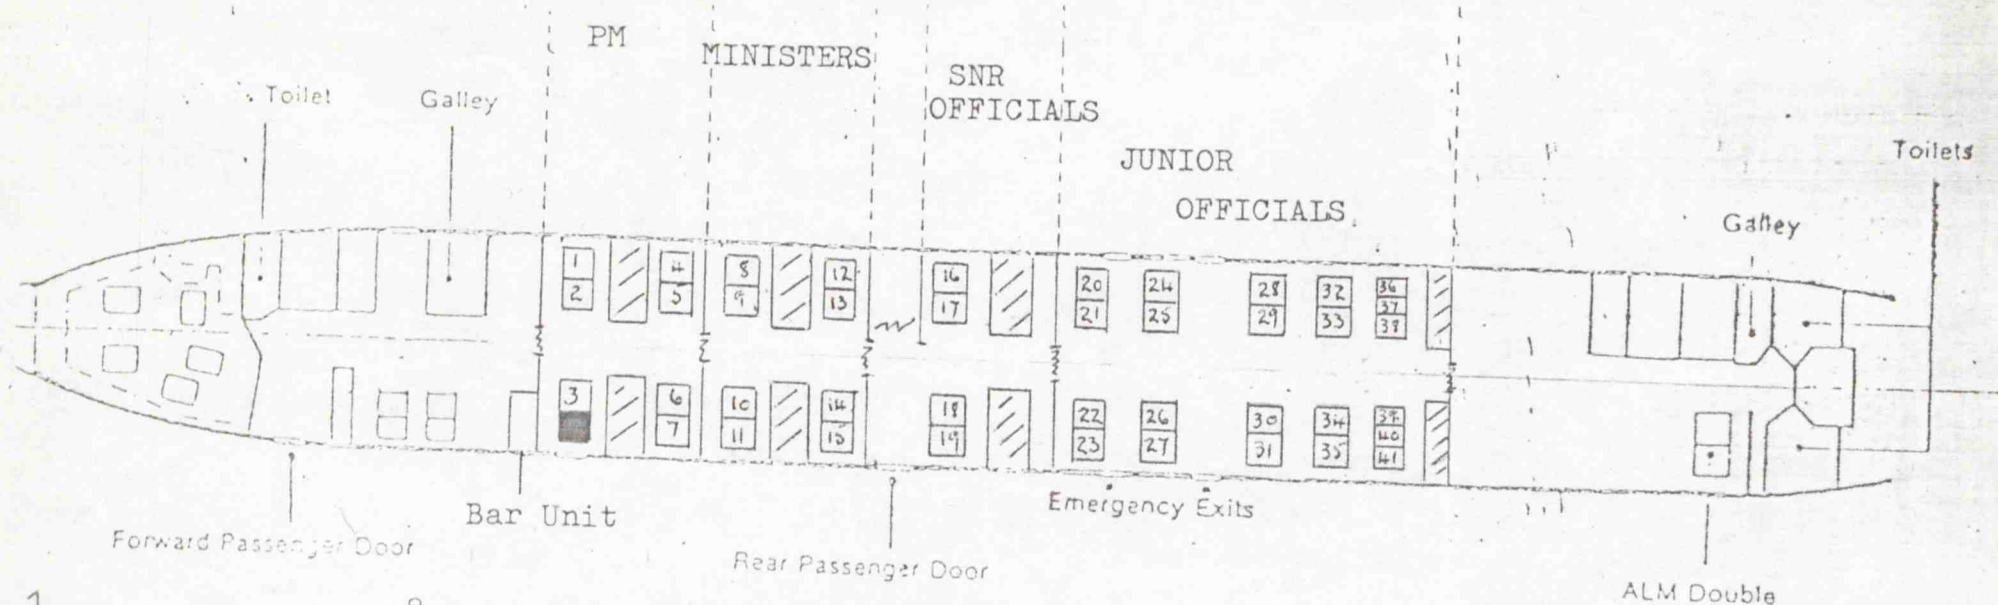 PM
MINISTERS
SNR
OFFICIALS
JUNIOR
OFFICIALS
Toilet
Galley
Toilets
Galley
1 4 8 12 16 20 24 28 32 36
2 5 9 13 17 21 25 29 33 37
38
3 6 10 14 18 22 26 30 34 39
40
7 11 15 19 23 27 31 35 41
Bar Unit
Emergency Exits
Forward Passenger Door
Rear Passenger Door
ALM Double
1